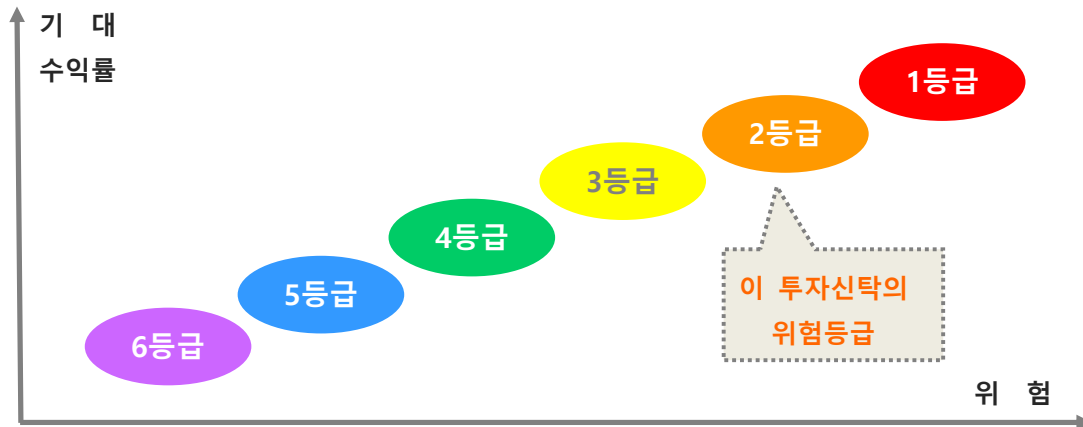 기 대
수익률
1등급
2등급
3등급
4등급
5등급
6등급
이 투자신탁의
위험등급
위 험